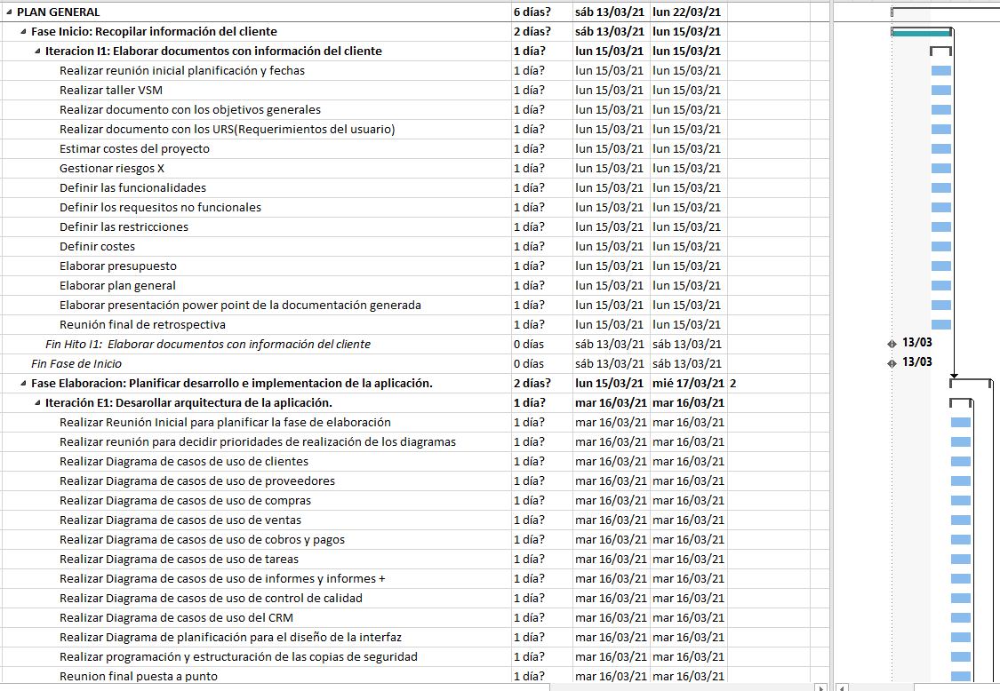 PLAN GENERAL 6 días? sáb 13/03/21 lun 22/03/21
Fase Inicio: Recopilar información del cliente 2 días? sáb 13/03/21 lun 15/03/21
Iteracion I1: Elaborar documentos con información del cliente 1 día? lun 15/03/21 lun 15/03/21
Realizar reunión inicial planificación y fechas 1 día? lun 15/03/21 lun 15/03/21
Realizar taller VSM 1 día? lun 15/03/21 lun 15/03/21
Realizar documento con los objetivos generales 1 día? lun 15/03/21 lun 15/03/21
Realizar documento con los URS(Requerimientos del usuario) 1 día? lun 15/03/21 lun 15/03/21
Estimar costes del proyecto 1 día? lun 15/03/21 lun 15/03/21
Gestionar riesgos X 1 día? lun 15/03/21 lun 15/03/21
Definir las funcionalidades 1 día? lun 15/03/21 lun 15/03/21
Definir los requesitos no funcionales 1 día? lun 15/03/21 lun 15/03/21
Definir las restricciones 1 día? lun 15/03/21 lun 15/03/21
Definir costes 1 día? lun 15/03/21 lun 15/03/21
Elaborar presupuesto 1 día? lun 15/03/21 lun 15/03/21
Elaborar plan general 1 día? lun 15/03/21 lun 15/03/21
Elaborar presentación power point de la documentación generada 1 día? lun 15/03/21 lun 15/03/21
Reunión final de retrospectiva 1 día? lun 15/03/21 lun 15/03/21
Fin Hito I1: Elaborar documentos con información del cliente 0 días sáb 13/03/21 sáb 13/03/21 13/03
Fin Fase de Inicio 0 días sáb 13/03/21 sáb 13/03/21 13/03
Fase Elaboracion: Planificar desarrollo e implementacion de la aplicación. 2 días? lun 15/03/21 mié 17/03/21 2
Iteración E1: Desarollar arquitectura de la aplicación. 1 día? mar 16/03/21 mar 16/03/21
Realizar Reunión Inicial para planificar la fase de elaboración 1 día? mar 16/03/21 mar 16/03/21
Realizar reunión para decidir prioridades de realización de los diagramas 1 día? mar 16/03/21 mar 16/03/21
Realizar Diagrama de casos de uso de clientes 1 día? mar 16/03/21 mar 16/03/21
Realizar Diagrama de casos de uso de proveedores 1 día? mar 16/03/21 mar 16/03/21
Realizar Diagrama de casos de uso de compras 1 día? mar 16/03/21 mar 16/03/21
Realizar Diagrama de casos de uso de ventas 1 día? mar 16/03/21 mar 16/03/21
Realizar Diagrama de casos de uso de cobros y pagos 1 día? mar 16/03/21 mar 16/03/21
Realizar Diagrama de casos de uso de tareas 1 día? mar 16/03/21 mar 16/03/21
Realizar Diagrama de casos de uso de informes y informes + 1 día? mar 16/03/21 mar 16/03/21
Realizar Diagrama de casos de uso de control de calidad 1 día? mar 16/03/21 mar 16/03/21
Realizar Diagrama de casos de uso del CRM 1 día? mar 16/03/21 mar 16/03/21
Realizar Diagrama de planificación para el diseño de la interfaz 1 día? mar 16/03/21 mar 16/03/21
Realizar programación y estructuración de las copias de seguridad 1 día? mar 16/03/21 mar 16/03/21
Reunion final puesta a punto 1 día? mar 16/03/21 mar 16/03/21